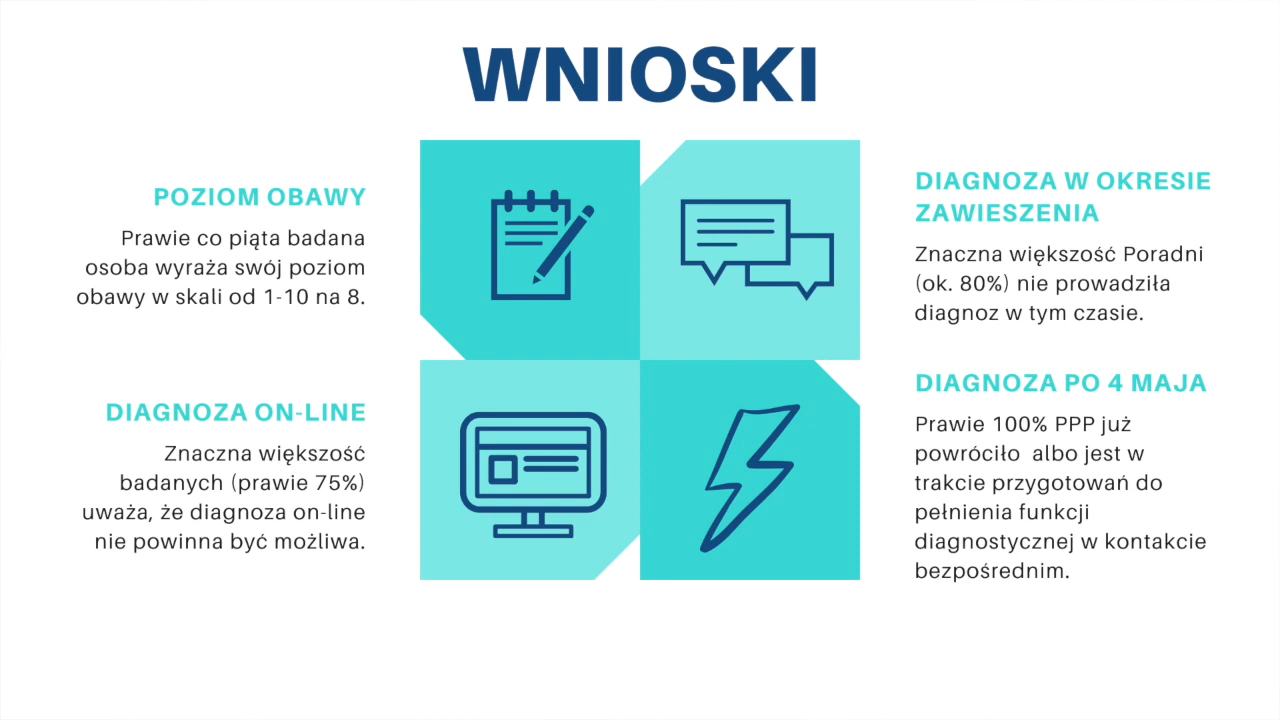 WNIOSKI
POZIOM OBAWY
Prawie co piąta badana
osoba wyraża swój poziom
obawy w skali od 1-10 na 8.
DIAGNOZA W OKRESIE
ZAWIESZENIA
Znaczna większość Poradni
(ok. 80%) nie prowadziła
diagnoz w tym czasie.
DIAGNOZA ON-LINE
Znaczna większość
badanych (prawie 75%)
uważa, że diagnoza on-line
nie powinna być możliwa.
DIAGNOZA PO 4 MAJA
Prawie 100% PPP już
powróciło  albo jest w
trakcie przygotowań do
pełnienia funkcji
diagnostycznej w kontakcie
bezpośrednim.